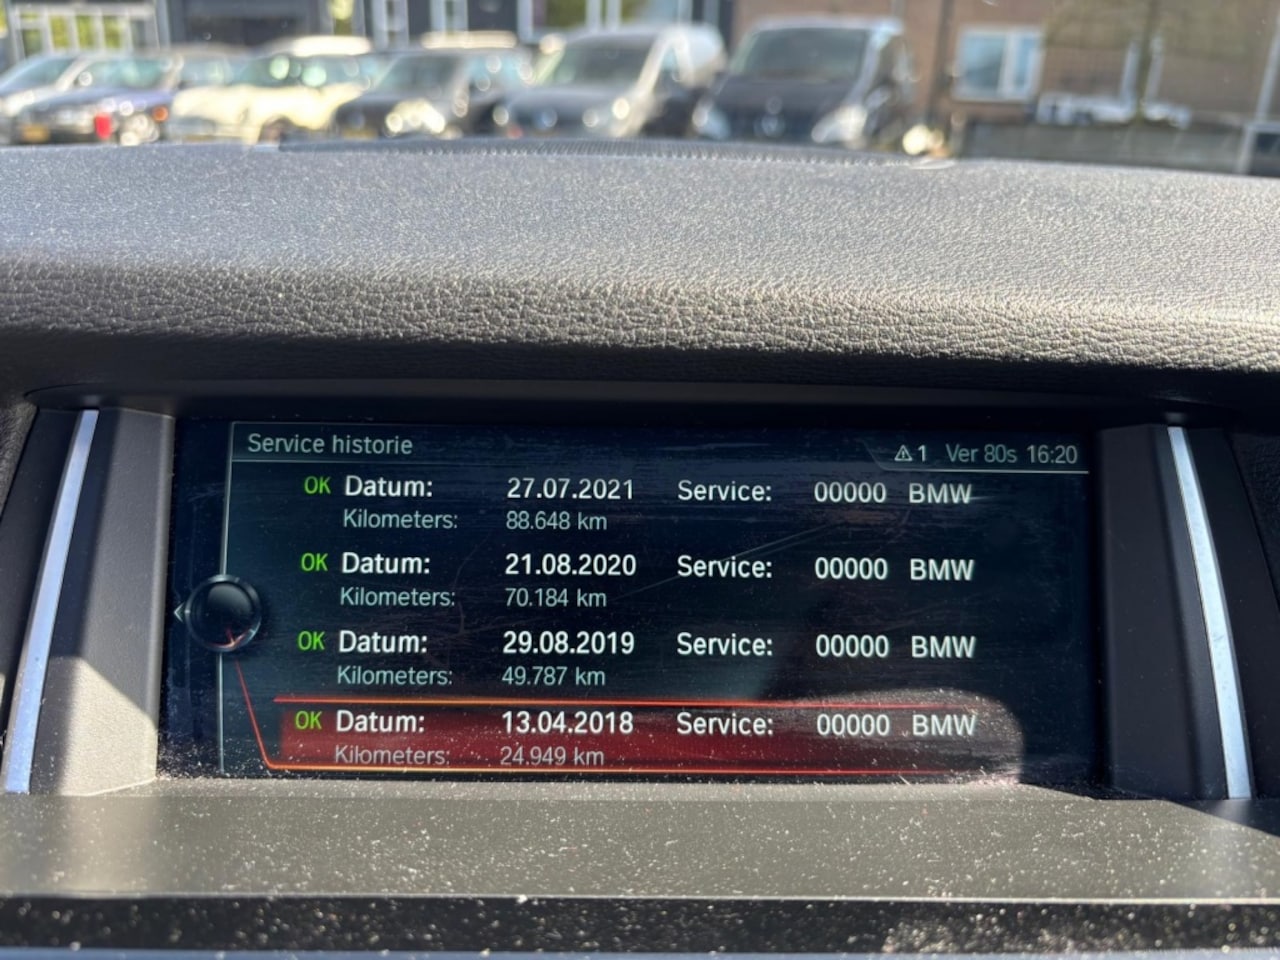 Service historie
⚠1 Ver 80s 16:20
OK Datum: 27.07.2021 Service: 00000 BMW
Kilometers: 88.648 km
OK Datum: 21.08.2020 Service: 00000 BMW
Kilometers: 70.184 km
OK Datum: 29.08.2019 Service: 00000 BMW
Kilometers: 49.787 km
OK Datum: 13.04.2018 Service: 00000 BMW
Kilometers: 24.949 km